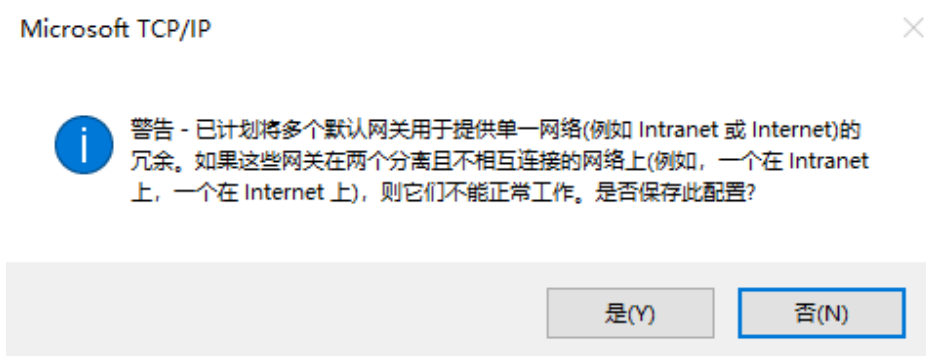 Microsoft TCP/IP
警告 - 已计划将多个默认网关用于提供单一网络(例如 Intranet 或 Internet)的
冗余。如果这些网关在两个分离且不相互连接的网络上(例如，一个在 Intranet
上，一个在 Internet 上)，则它们不能正常工作。是否保存此配置?
是(Y)
否(N)